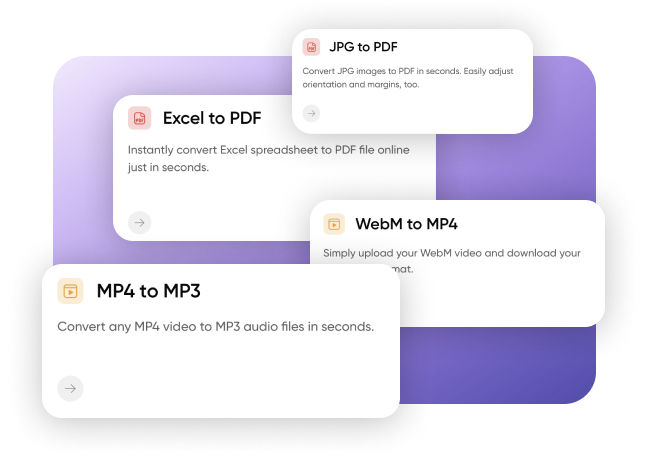 JPG to PDF
Convert JPG images to PDF in seconds. Easily adjust
orientation and margins, too.
Excel to PDF
Instantly convert Excel spreadsheet to PDF file online
just in seconds.
WebM to MP4
Simply upload your WebM video and download your
mat.
MP4 to MP3
Convert any MP4 video to MP3 audio files in seconds.